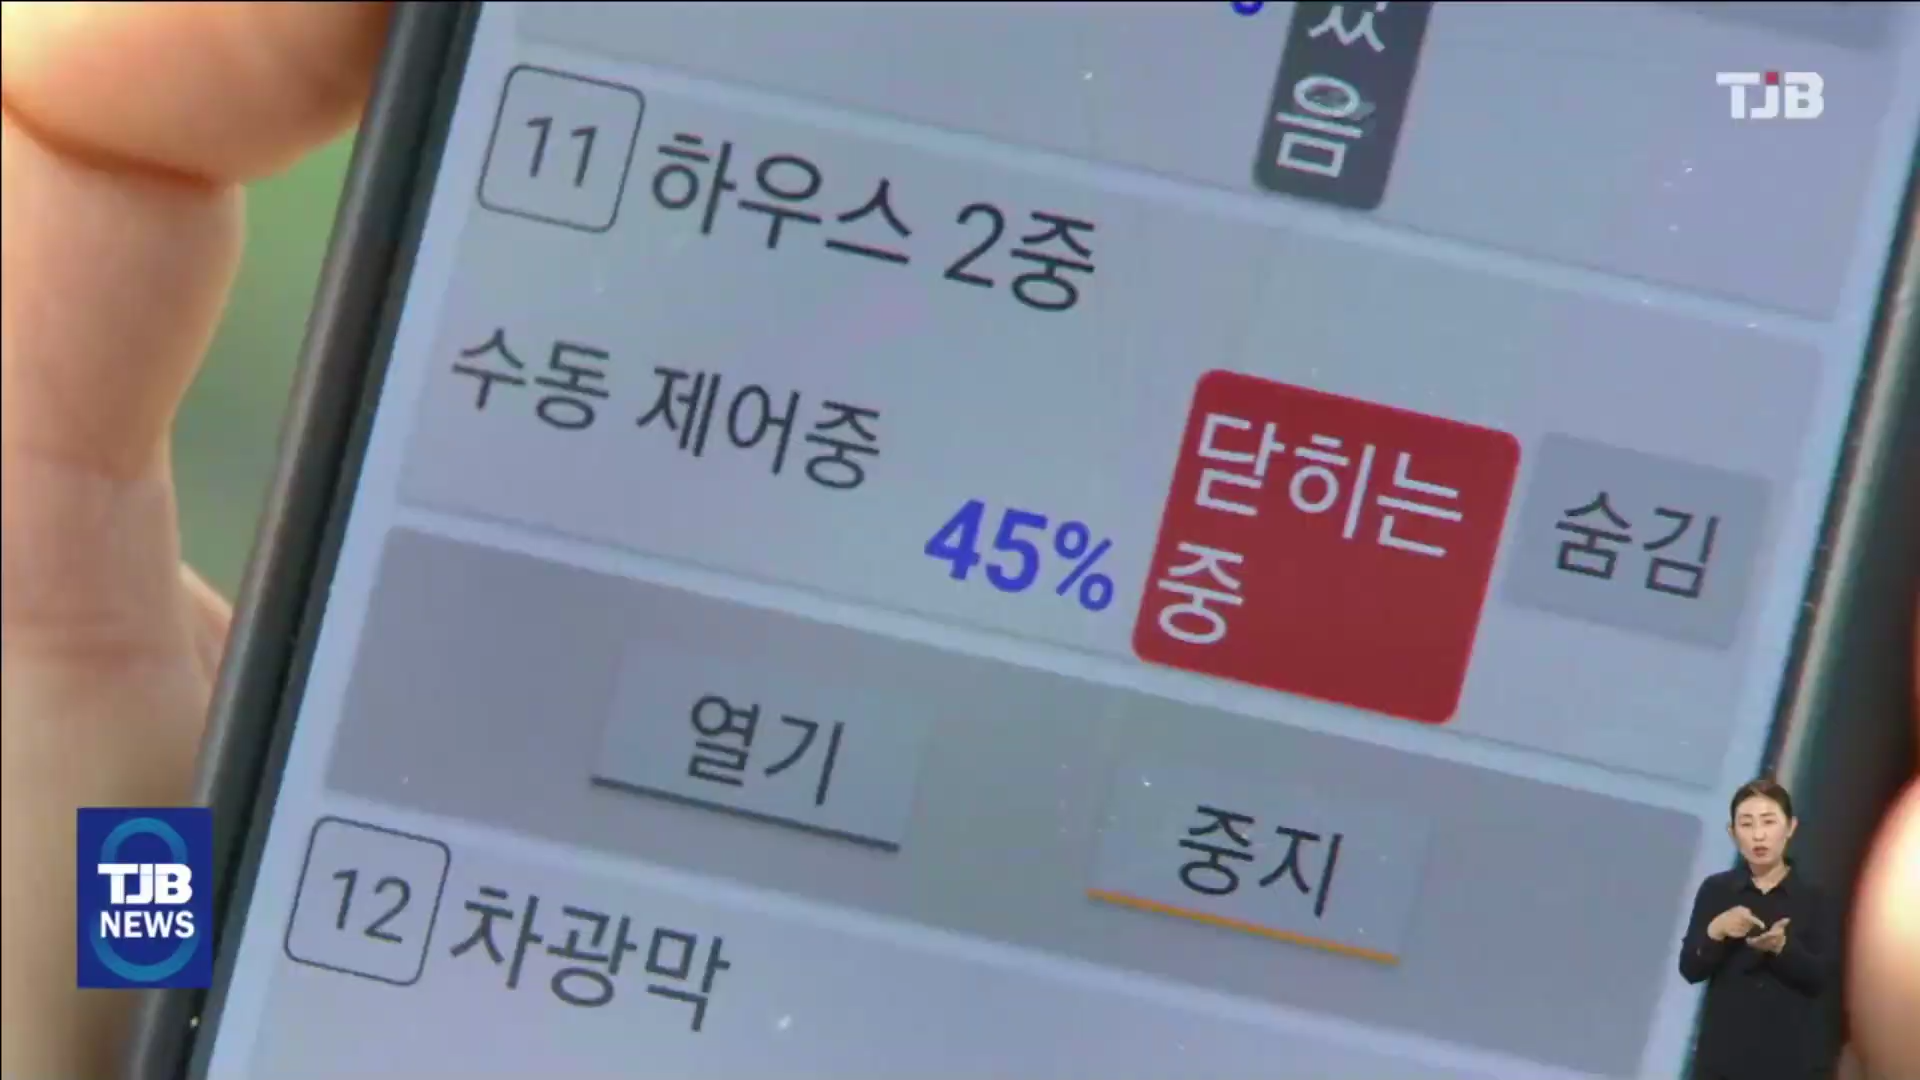 음
TJB
11 하우스 2중
수동 제어중
45%
닫히는
중
숨김
열기
중지
12 차광막
TJB
NEWS